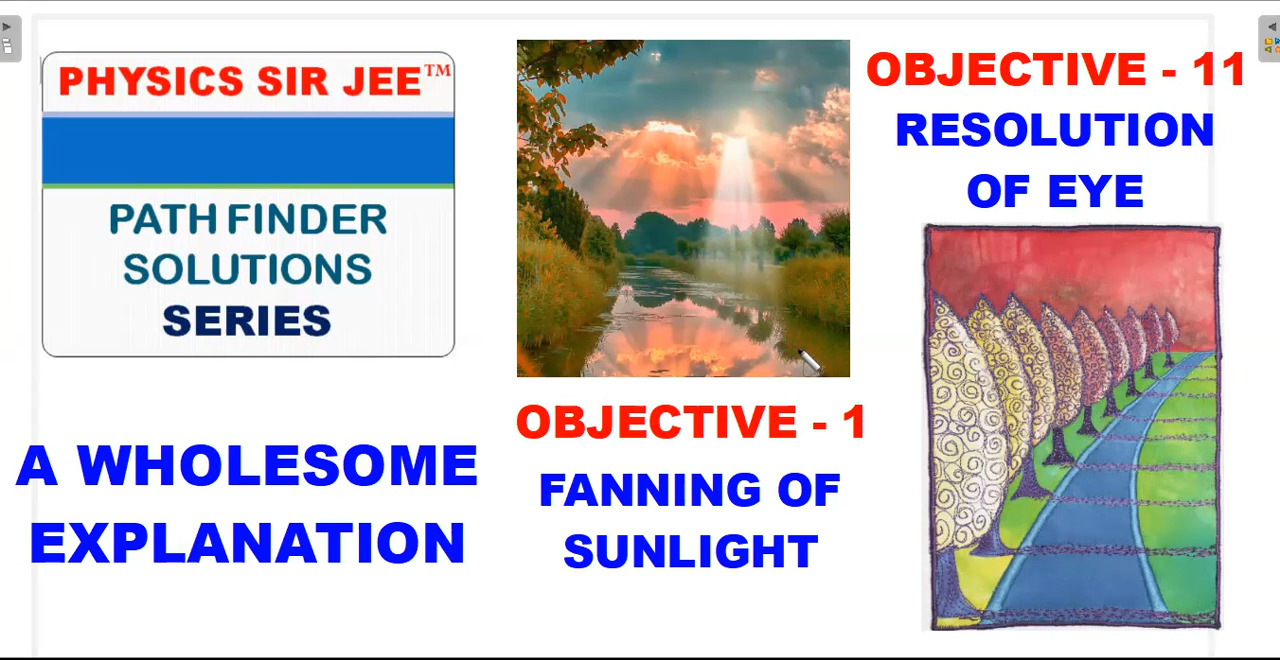 PHYSICS SIR JEE™
PATH FINDER
SOLUTIONS
SERIES
A WHOLESOME
EXPLANATION
OBJECTIVE - 1
FANNING OF
SUNLIGHT
OBJECTIVE - 11
RESOLUTION
OF EYE